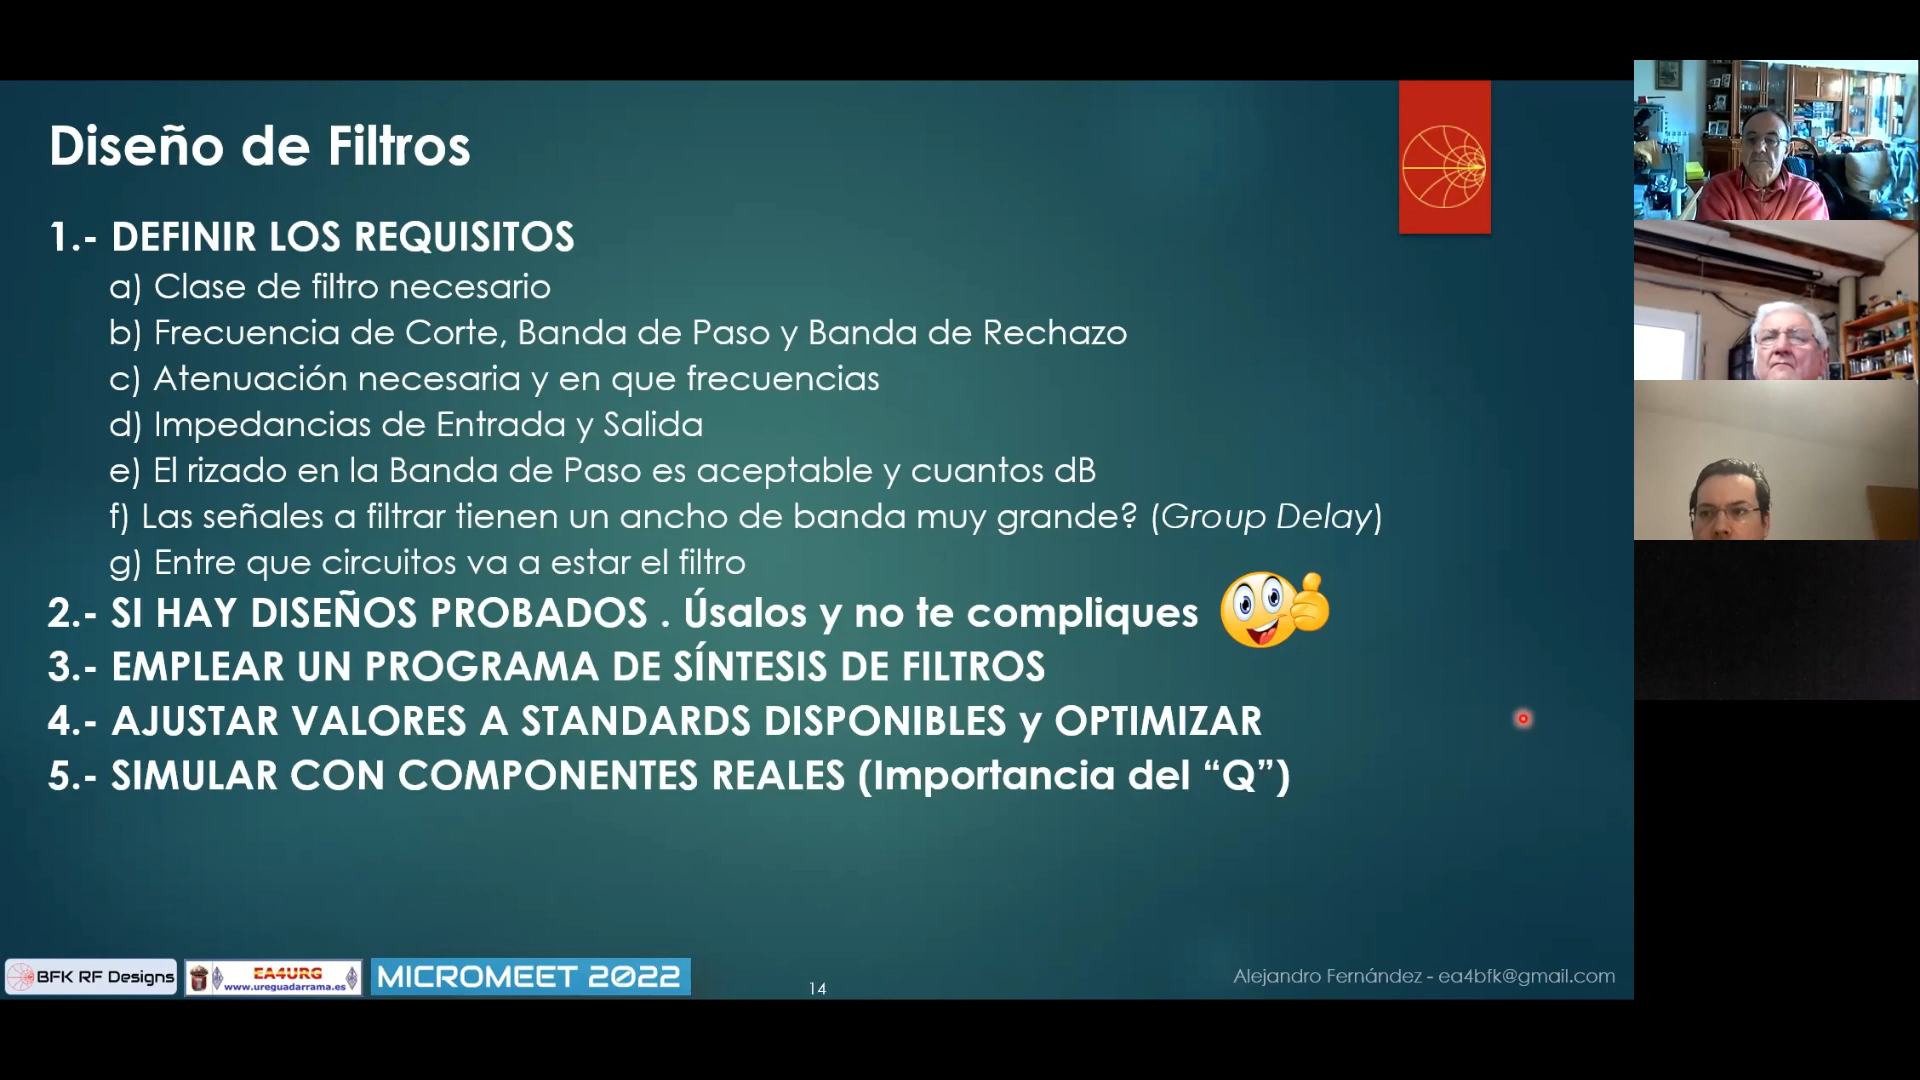 Diseño de Filtros
1.- DEFINIR LOS REQUISITOS
a) Clase de filtro necesario
b) Frecuencia de Corte, Banda de Paso y Banda de Rechazo
c) Atenuación necesaria y en que frecuencias
d) Impedancias de Entrada y Salida
e) El rizado en la Banda de Paso es aceptable y cuantos dB
f) Las señales a filtrar tienen un ancho de banda muy grande? (Group Delay)
g) Entre que circuitos va a estar el filtro
2.- SI HAY DISEÑOS PROBADOS . Úsalos y no te compliques
3.- EMPLEAR UN PROGRAMA DE SÍNTESIS DE FILTROS
4.- AJUSTAR VALORES A STANDARDS DISPONIBLES y OPTIMIZAR
5.- SIMULAR CON COMPONENTES REALES (Importancia del “Q”)
BFK RF Designs
EA4URG
www.ureguadarrama.es
MICROMEET 2022
14
Alejandro Fernández - ea4bfk@gmail.com